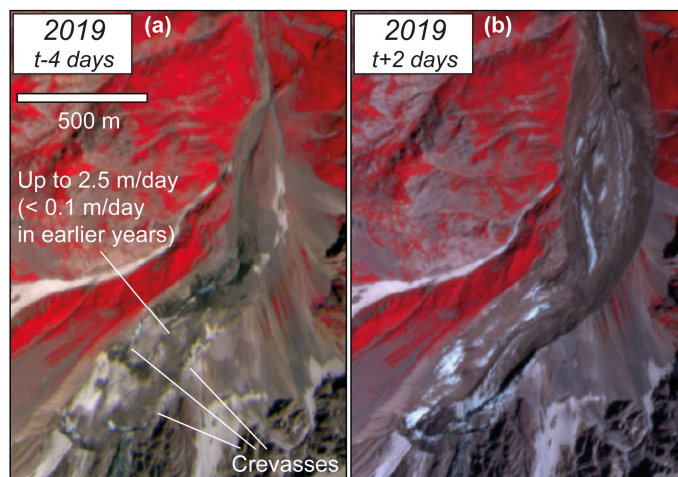 2019
t-4 days
(a)
500 m
Up to 2.5 m/day
(< 0.1 m/day
in earlier years)
Crevasses
2019
t+2 days
(b)